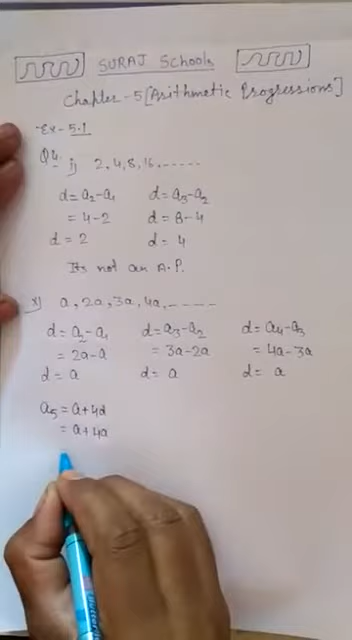 SURAJ Schools
Chapter-5 [Arithmetic Progressions]
Ex-5.1
Q4. i) 2, 4, 8, 16, ------
d = a₂-a₁ d = a₃-a₂
= 4-2 d = 8-4
d = 2 d = 4
Its not an A.P.
x) a, 2a, 3a, 4a, -----
d = a₂-a₁ d = a₃-a₂ d = a₄-a₃
= 2a-a = 3a-2a = 4a-3a
d = a d = a d = a
a₅ = a+4d
= a+4a